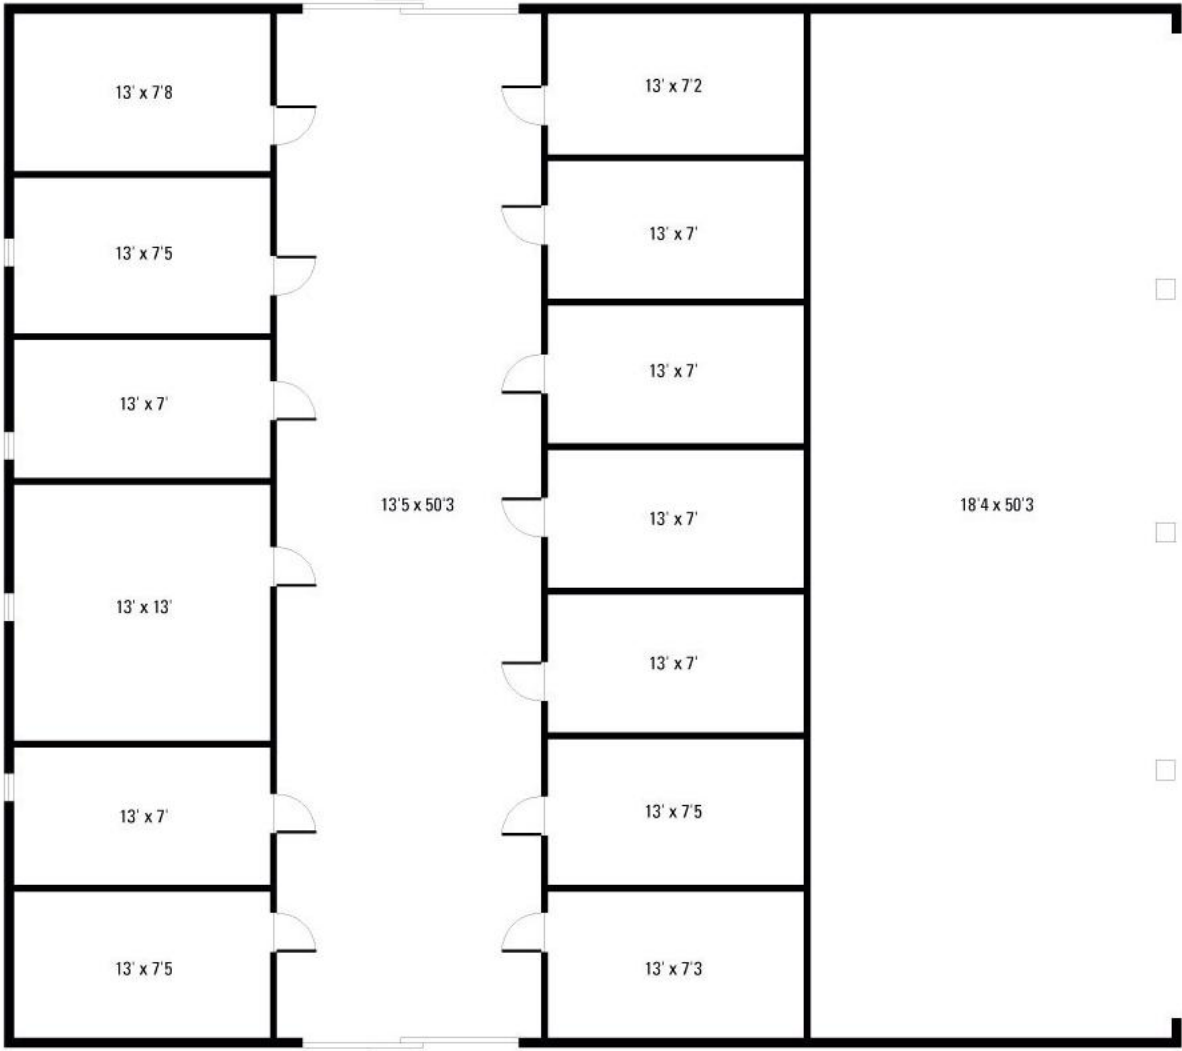 13' x 7'8
13' x 7'5
13' x 7'
13' x 13'
13' x 7'
13' x 7'5
13'5 x 50'3
13' x 7'2
13' x 7'
13' x 7'
13' x 7'
13' x 7'
13' x 7'5
13' x 7'3
18'4 x 50'3